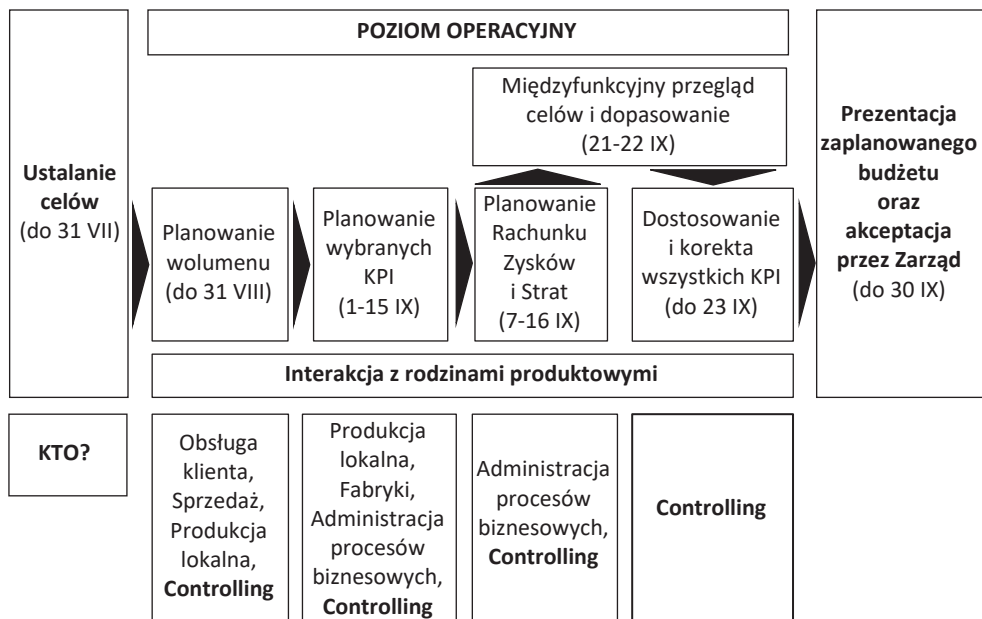 POZIOM OPERACYJNY
Ustalanie
celów
(do 31 VII)
Planowanie
wolumenu
(do 31 VIII)
Planowanie
wybranych
KPI
(1-15 IX)
Planowanie
Rachunku
Zysków
i Strat
(7-16 IX)
Międzyfunkcyjny przegląd
celów i dopasowanie
(21-22 IX)
Dostosowanie
i korekta
wszystkich KPI
(do 23 IX)
Prezentacja
zaplanowanego
budżetu
oraz
akceptacja
przez Zarząd
(do 30 IX)
Interakcja z rodzinami produktowymi
KTO?
Obsługa
klienta,
Sprzedaż,
Produkcja
lokalna,
Controlling
Produkcja
lokalna,
Fabryki,
Administracja
procesów
biznesowych,
Controlling
Administracja
procesów
biznesowych,
Controlling
Controlling